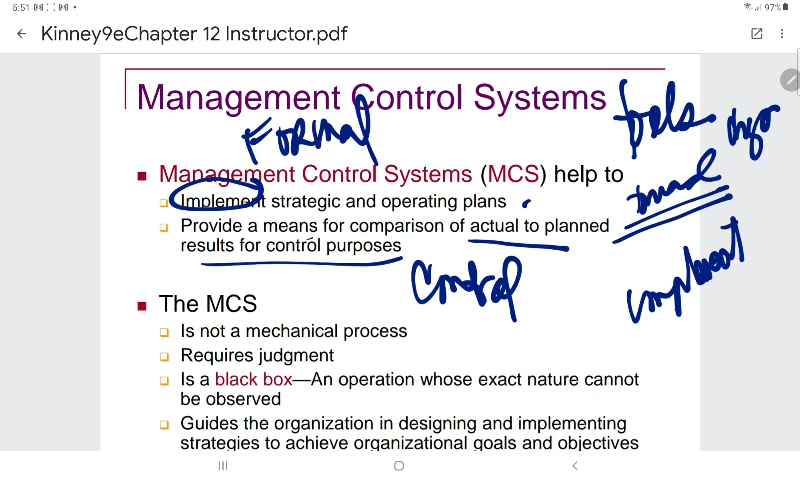 5:51
97%
Kinney9eChapter 12 Instructor.pdf
Management Control Systems
Formal
Management Control Systems (MCS) help to
Implement strategic and operating plans
Provide a means for comparison of actual to planned
results for control purposes
Control
implement
The MCS
Is not a mechanical process
Requires judgment
Is a black box—An operation whose exact nature cannot
be observed
Guides the organization in designing and implementing
strategies to achieve organizational goals and objectives